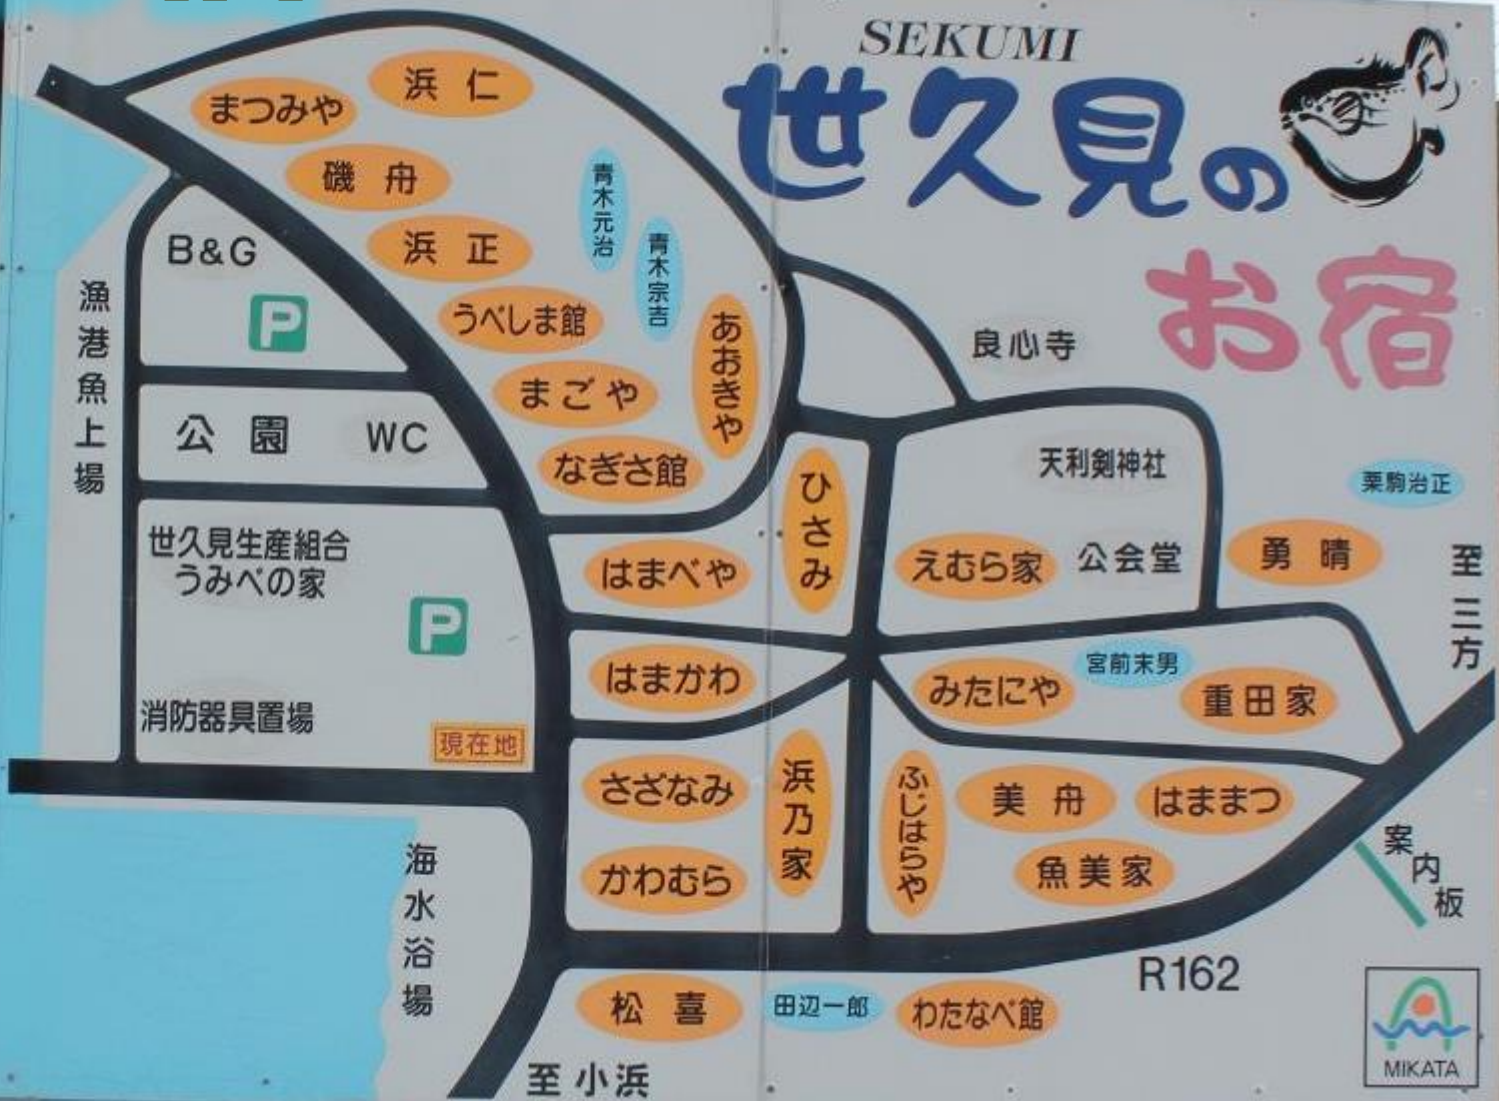 SEKUMI
世久見の
お宿
浜仁
まつみや
磯舟
青木元治
浜正
青木宗吉
B&G
P
うべしま館
あおきや
漁港魚上場
良心寺
まごや
公園
WC
なぎさ館
ひさみ
天利剣神社
栗駒治正
世久見生産組合
うみべの家
はまべや
えむら家
公会堂
勇晴
至三方
P
はまかわ
みたにや
宮前末男
重田家
消防器具置場
現在地
さざなみ
浜乃家
ふじはらや
美舟
はままつ
かわむら
魚美家
案内板
海水浴場
R162
松喜
田辺一郎
わたなべ館
至小浜
MIKATA